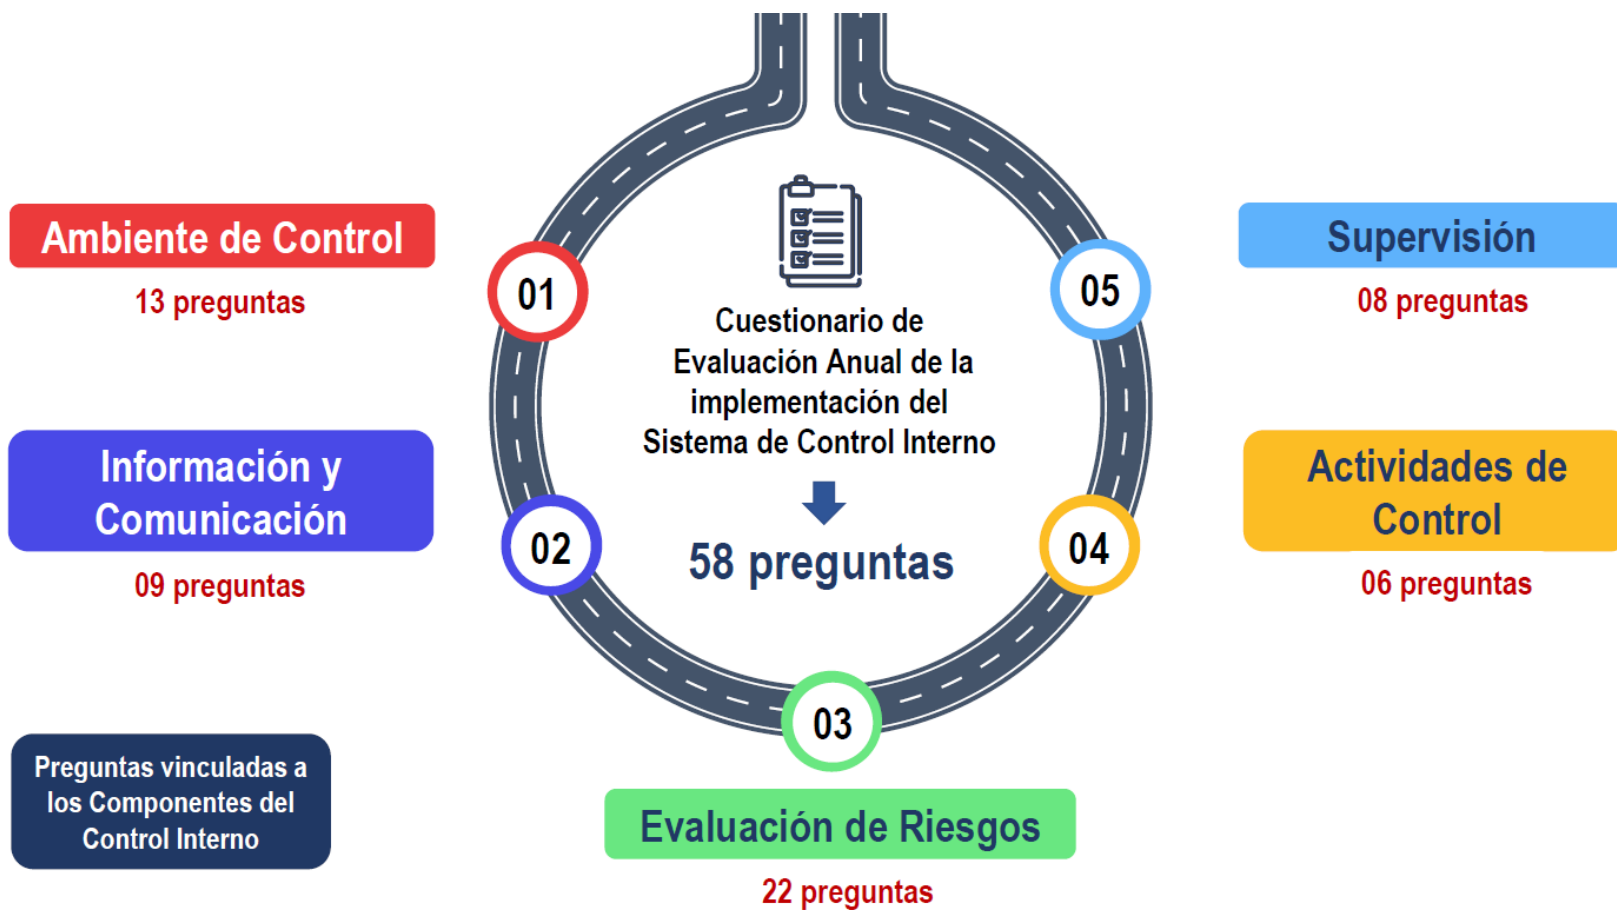 Ambiente de Control
13 preguntas
01
Información y
Comunicación
09 preguntas
02
Preguntas vinculadas a
los Componentes del
Control Interno
Cuestionario de
Evaluación Anual de la
implementación del
Sistema de Control Interno
58 preguntas
03
Evaluación de Riesgos
22 preguntas
05
Supervisión
08 preguntas
04
Actividades de
Control
06 preguntas